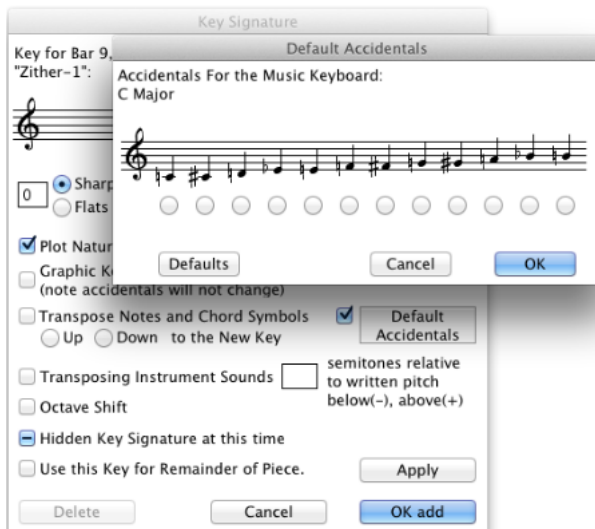 Key Signature
Key for Bar 9,
"Zither-1":
Default Accidentals
Accidentals For the Music Keyboard:
C Major
Defaults
Cancel
OK
0
Sharp
Flats
Plot Natur
Graphic Ke
(note accidentals will not change)
Transpose Notes and Chord Symbols
Up
Down
to the New Key
Default
Accidentals
Transposing Instrument Sounds
semitones relative
to written pitch
below(-), above(+)
Octave Shift
Hidden Key Signature at this time
Use this Key for Remainder of Piece.
Apply
Delete
Cancel
OK add